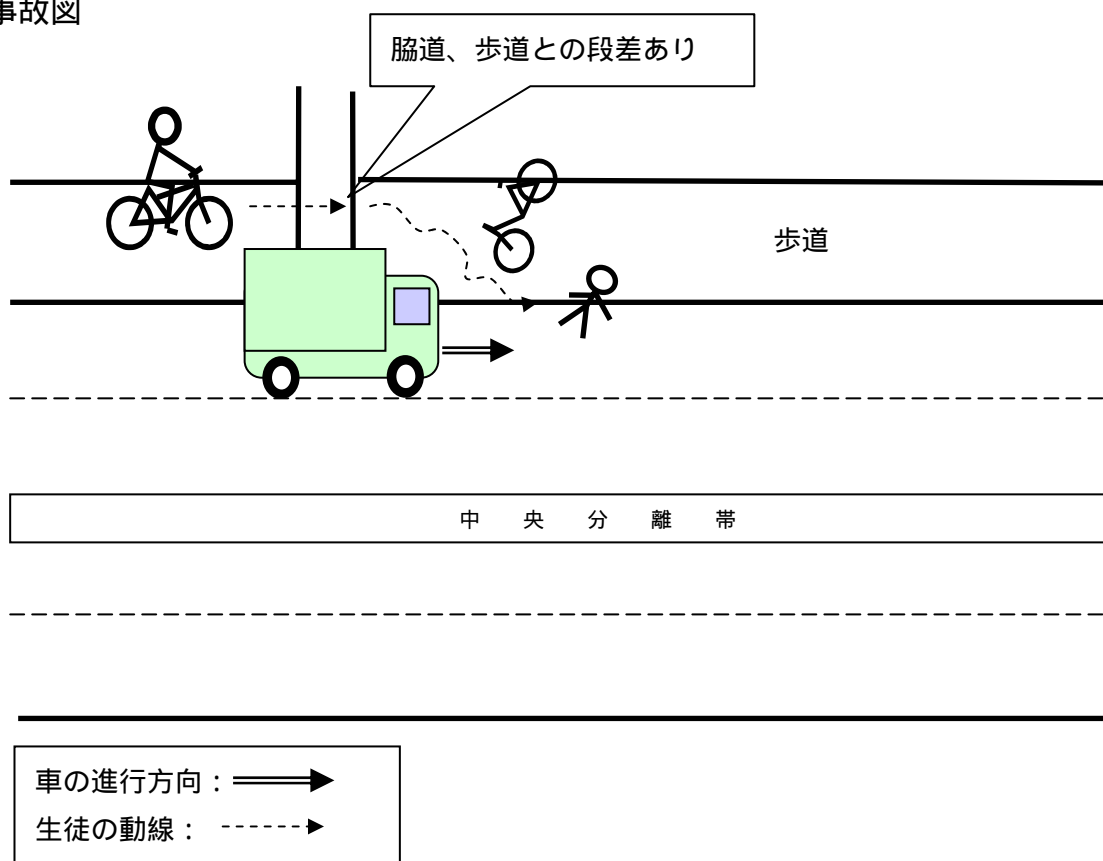 事故図
脇道、歩道との段差あり
歩道
中央分離帯
車の進行方向：
生徒の動線：